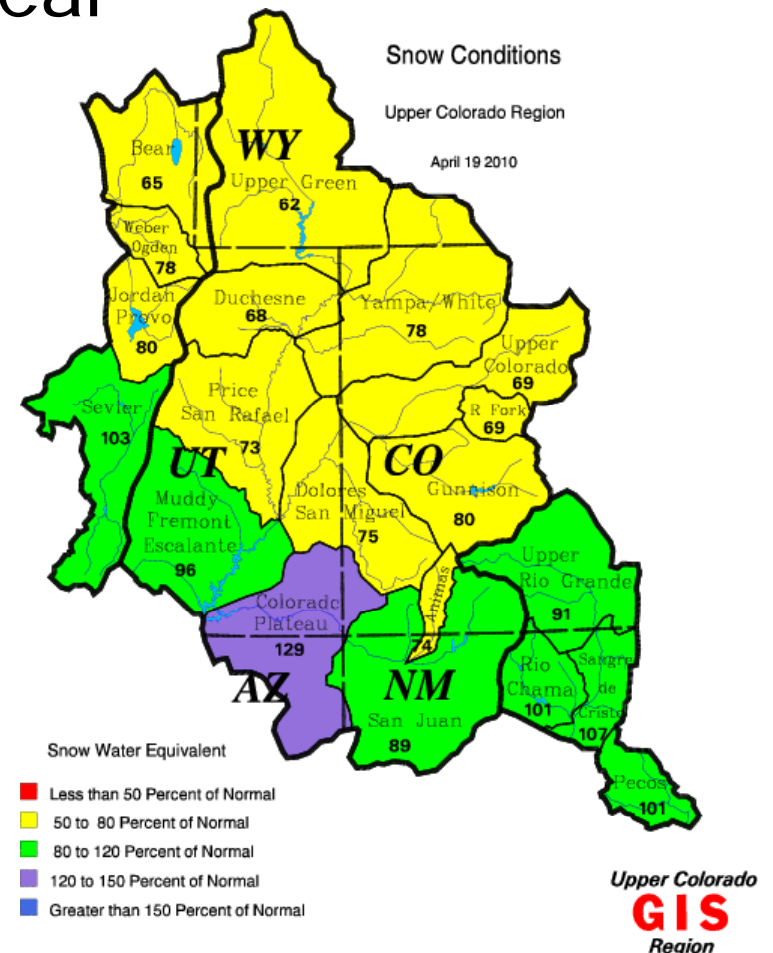 Snow Conditions
Upper Colorado Region
April 19 2010
WY
Bear
65
Upper Green
62
Weber
Ogden
78
Jordan
Provo
80
Duchesne
68
Yampa/White
78
Upper
Colorado
69
R Fork
69
Price
San Rafael
73
Sevier
103
UT
CO
Gunnison
80
Muddy
Fremont
Escalante
96
Dolores
San Miguel
75
Animas
74
Upper
Rio Grande
91
Colorado
Plateau
129
AZ
NM
San Juan
89
Rio
Chama
101
Sangre
de
Cristo
107
Pecos
101
Snow Water Equivalent
Less than 50 Percent of Normal
50 to 80 Percent of Normal
80 to 120 Percent of Normal
120 to 150 Percent of Normal
Greater than 150 Percent of Normal
Upper Colorado
GIS
Region